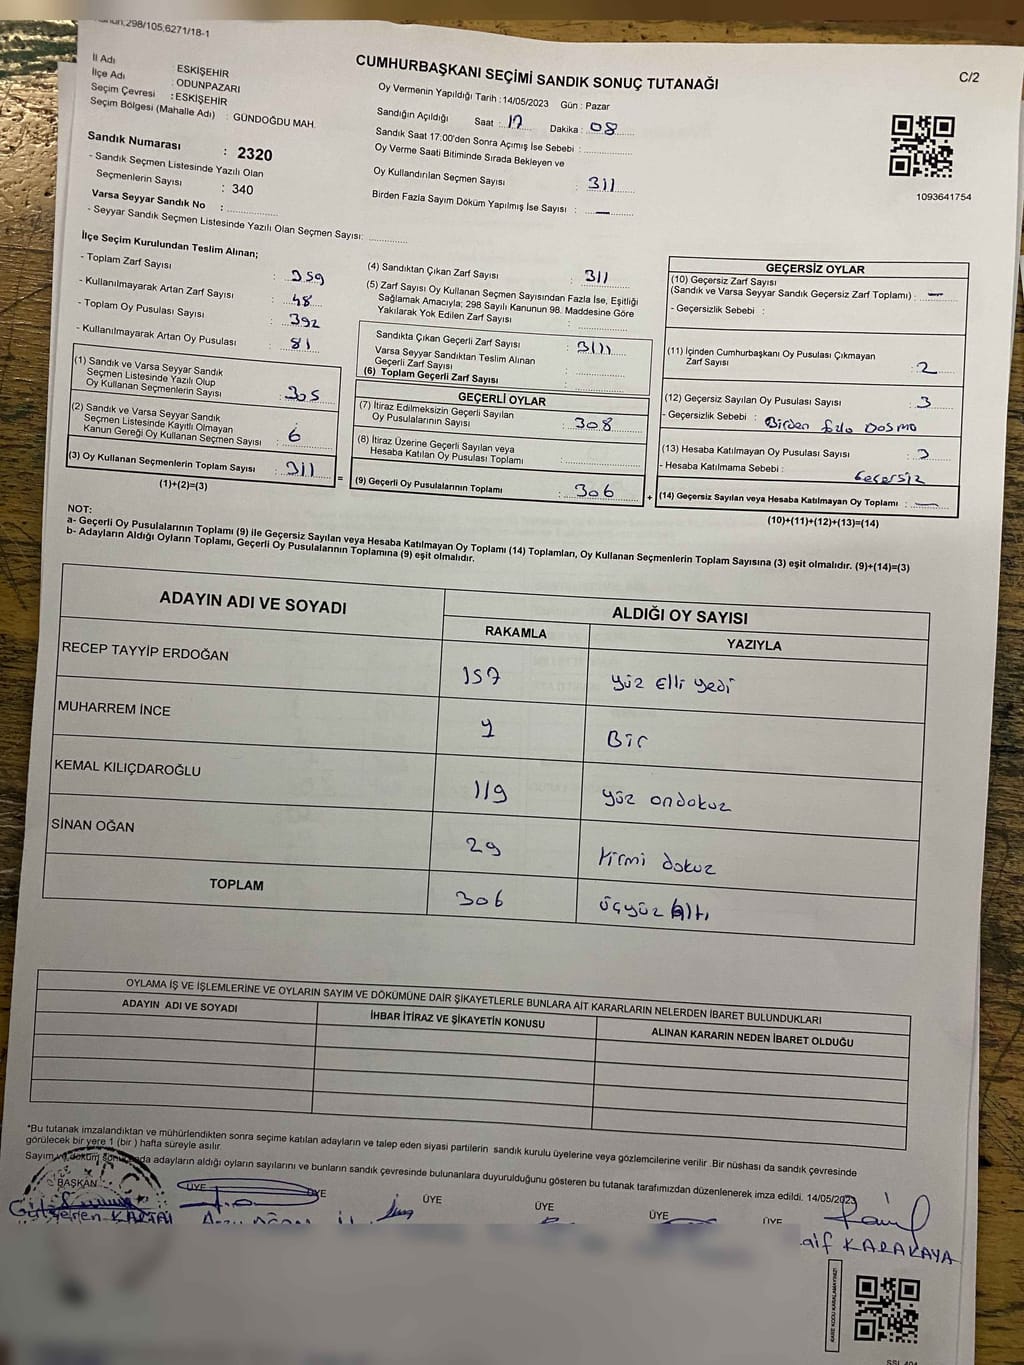 298/105,6271/18-1
CUMHURBAŞKANI SEÇİMİ SANDIK SONUÇ TUTANAĞI
C/2
İl Adı : ESKİŞEHİR
İlçe Adı : ODUNPAZARI
Seçim Çevresi : ESKİŞEHİR
Seçim Bölgesi (Mahalle Adı) : GÜNDOĞDU MAH.
Sandık Numarası : 2320
- Sandık Seçmen Listesinde Yazılı Olan
Seçmenlerin Sayısı : 340
Varsa Seyyar Sandık No :
- Seyyar Sandık Seçmen Listesinde Yazılı Olan Seçmen Sayısı:
Oy Vermenin Yapıldığı Tarih : 14/05/2023 Gün : Pazar
Sandığın Açıldığı Saat : 17 Dakika : 08
Sandık Saat 17:00'den Sonra Açımış İse Sebebi :
Oy Verme Saati Bitiminde Sırada Bekleyen ve
Oy Kullandırılan Seçmen Sayısı : 311
Birden Fazla Sayım Döküm Yapılmış İse Sayısı : —
1093641754
İlçe Seçim Kurulundan Teslim Alınan;
- Toplam Zarf Sayısı : 359
- Kullanılmayarak Artan Zarf Sayısı : 48
- Toplam Oy Pusulası Sayısı : 392
- Kullanılmayarak Artan Oy Pusulası : 81
(1) Sandık ve Varsa Seyyar Sandık
Seçmen Listesinde Yazılı Olup
Oy Kullanan Seçmenlerin Sayısı : 305
(2) Sandık ve Varsa Seyyar Sandık
Seçmen Listesinde Kayıtlı Olmayan
Kanun Gereği Oy Kullanan Seçmen Sayısı : 6
(3) Oy Kullanan Seçmenlerin Toplam Sayısı : 311
(1)+(2)=(3)
(4) Sandıktan Çıkan Zarf Sayısı : 311
(5) Zarf Sayısı Oy Kullanan Seçmen Sayısından Fazla İse, Eşitliği
Sağlamak Amacıyla; 298 Sayılı Kanunun 98. Maddesine Göre
Yakılarak Yok Edilen Zarf Sayısı :
Sandıkta Çıkan Geçerli Zarf Sayısı : 311
Varsa Seyyar Sandıktan Teslim Alınan
Geçerli Zarf Sayısı :
(6) Toplam Geçerli Zarf Sayısı :
GEÇERLİ OYLAR
(7) İtiraz Edilmeksizin Geçerli Sayılan
Oy Pusulalarının Sayısı : 308
(8) İtiraz Üzerine Geçerli Sayılan veya
Hesaba Katılan Oy Pusulası Toplamı :
= (9) Geçerli Oy Pusulalarının Toplamı : 306 +
GEÇERSİZ OYLAR
(10) Geçersiz Zarf Sayısı
(Sandık ve Varsa Seyyar Sandık Geçersiz Zarf Toplamı) : —
- Geçersizlik Sebebi :
(11) İçinden Cumhurbaşkanı Oy Pusulası Çıkmayan
Zarf Sayısı : 2
(12) Geçersiz Sayılan Oy Pusulası Sayısı : 3
- Geçersizlik Sebebi : Birden
(13) Hesaba Katılmayan Oy Pusulası Sayısı :
- Hesaba Katılmama Sebebi : Geçersiz
(14) Geçersiz Sayılan veya Hesaba Katılmayan Oy Toplamı : —
(10)+(11)+(12)+(13)=(14)
NOT:
a- Geçerli Oy Pusulalarının Toplamı (9) ile Geçersiz Sayılan veya Hesaba Katılmayan Oy Toplamı (14) Toplamları, Oy Kullanan Seçmenlerin Toplam Sayısına (3) eşit olmalıdır. (9)+(14)=(3)
b- Adayların Aldığı Oyların Toplamı, Geçerli Oy Pusulalarının Toplamına (9) eşit olmalıdır.
ADAYIN ADI VE SOYADI ALDIĞI OY SAYISI
RAKAMLA YAZIYLA
RECEP TAYYİP ERDOĞAN 157 yüz Elli yedi
MUHARREM İNCE 1 Bir
KEMAL KILIÇDAROĞLU 119 yüz ondokuz
SİNAN OĞAN 29 Yirmi dokuz
TOPLAM 306 üçyüz Altı
OYLAMA İŞ VE İŞLEMLERİNE VE OYLARIN SAYIM VE DÖKÜMÜNE DAİR ŞİKAYETLERLE BUNLARA AİT KARARLARIN NELERDEN İBARET BULUNDUKLARI
ADAYIN ADI VE SOYADI İHBAR İTİRAZ VE ŞİKAYETİN KONUSU ALINAN KARARIN NEDEN İBARET OLDUĞU
*Bu tutanak imzalandıktan ve mühürlendikten sonra seçime katılan adayların ve talep eden siyasi partilerin sandık kurulu üyelerine veya gözlemcilerine verilir .Bir nüshası da sandık çevresinde
görülecek bir yere 1 (bir ) hafta süreyle asılır.
Sayım ve döküm sonucunda adayların aldığı oyların sayılarını ve bunların sandık çevresinde bulunanlara duyurulduğunu gösteren bu tutanak tarafımızdan düzenlenerek imza edildi. 14/05/2023
BAŞKAN ÜYE ÜYE ÜYE ÜYE ÜYE ÜYE
KARAKAYA
KARE KODU KARALAMAYINIZ!